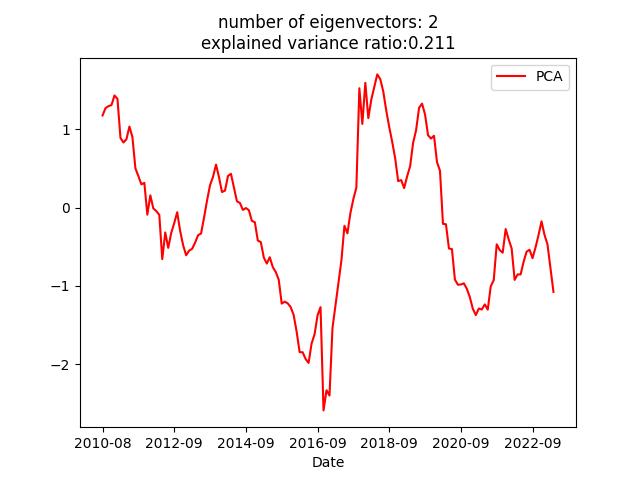 number of eigenvectors: 2
explained variance ratio:0.211
PCA
1
0
−1
−2
2010-08 2012-09 2014-09 2016-09 2018-09 2020-09 2022-09
Date